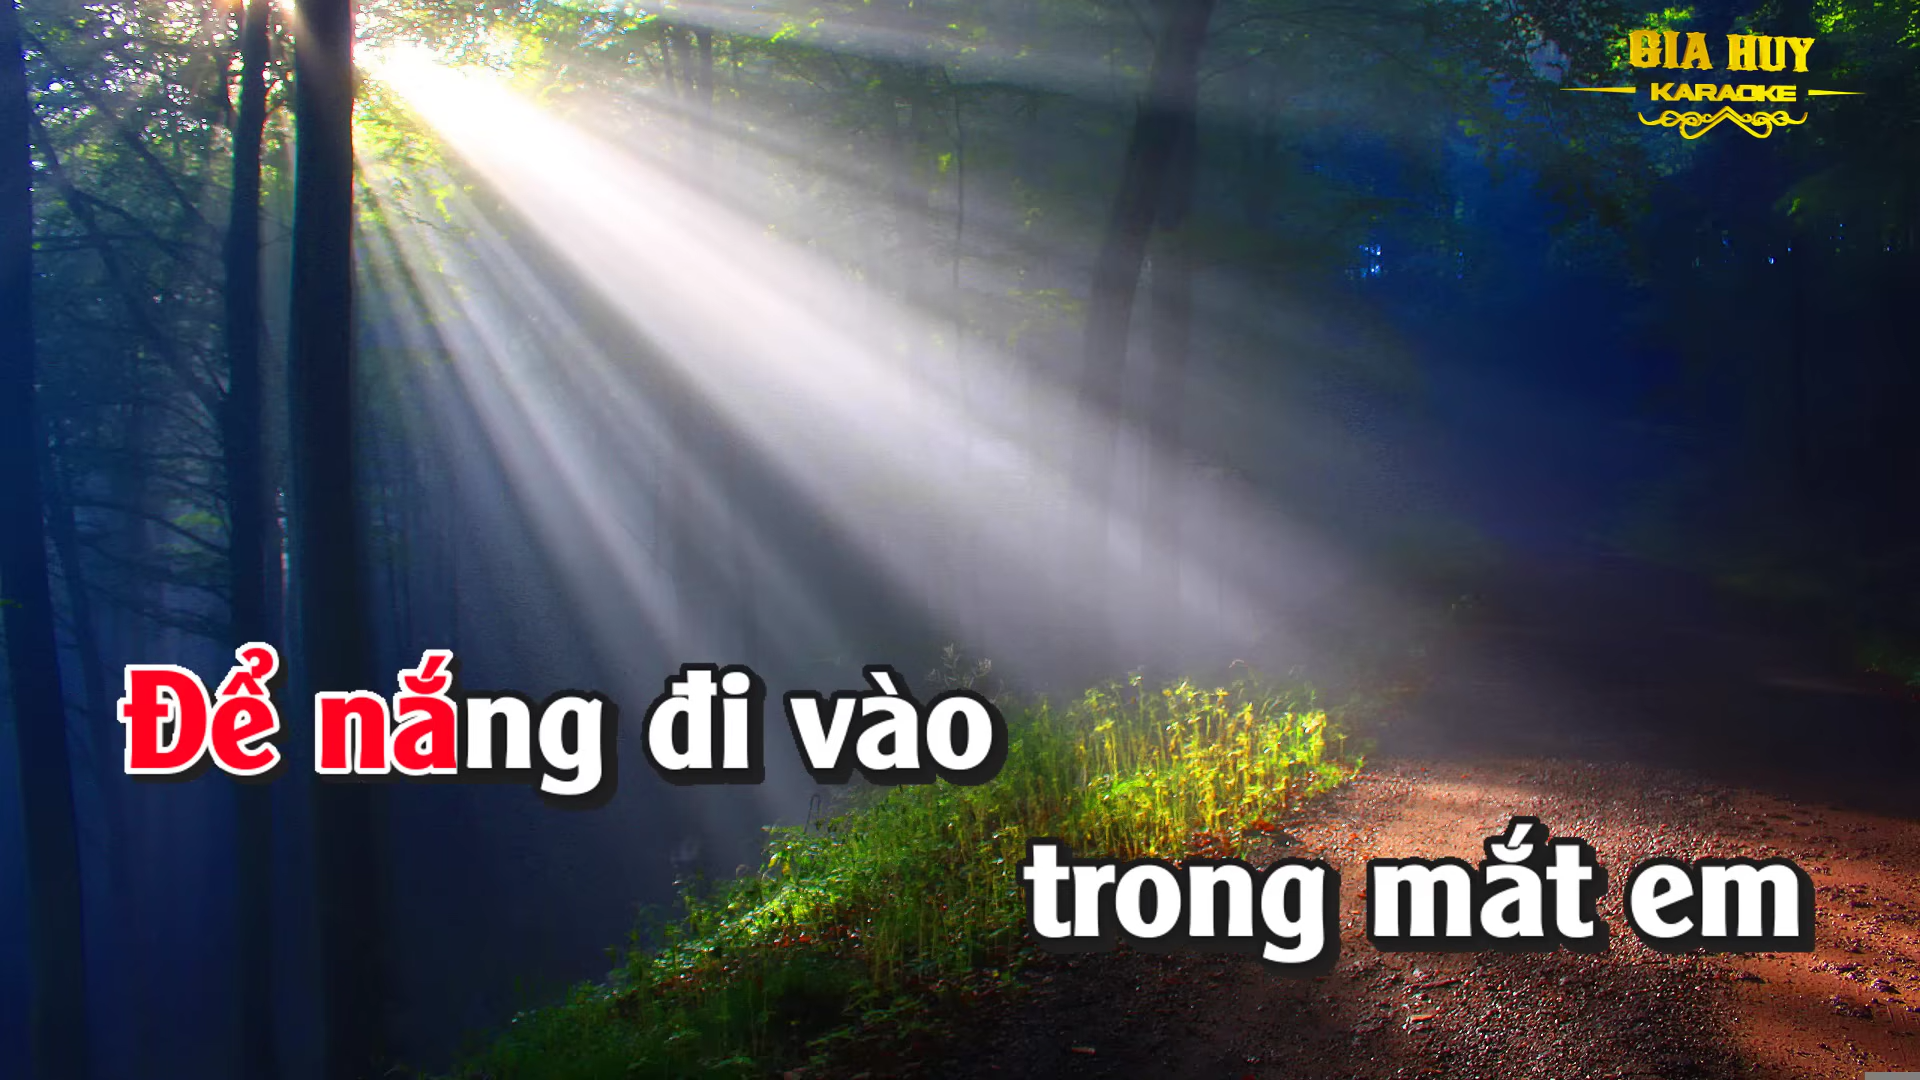 GIA HUY
KARAOKE
Để nắng đi vào
trong mắt em